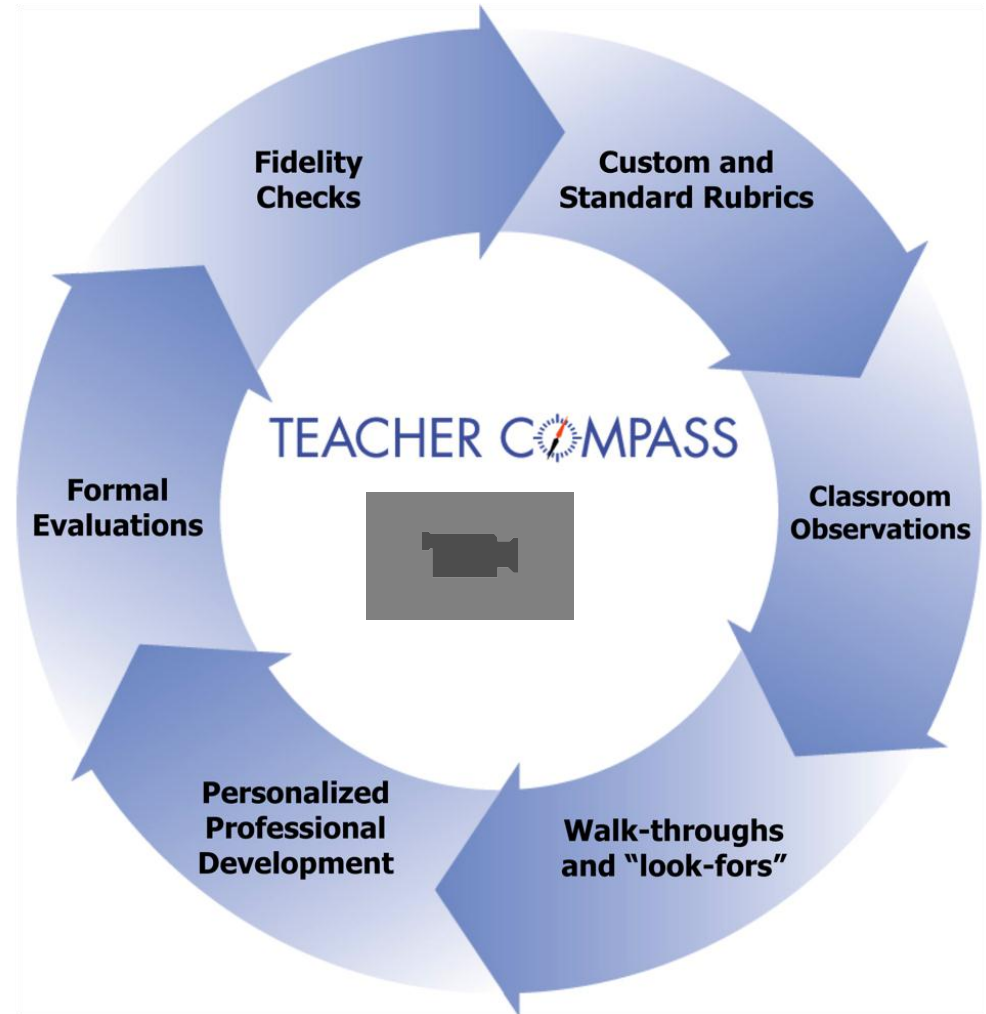 Fidelity
Checks
Custom and
Standard Rubrics
Classroom
Observations
Walk-throughs
and “look-fors”
Personalized
Professional
Development
Formal
Evaluations
TEACHER COMPASS